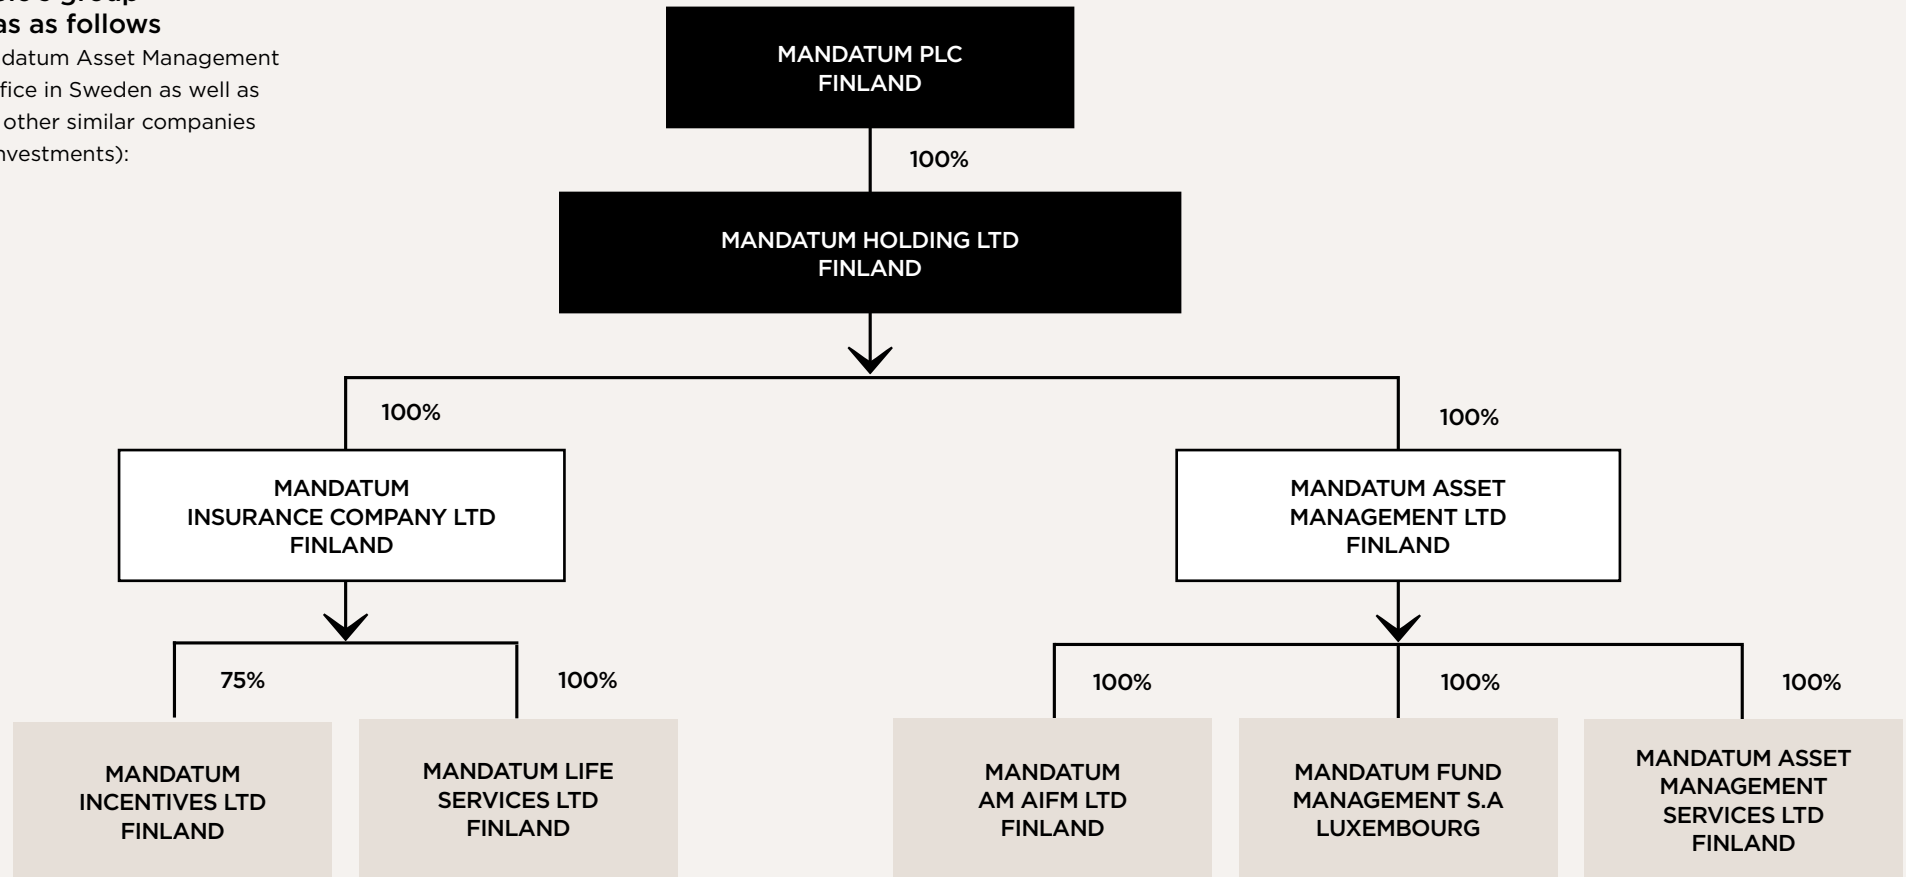 group
as as follows
datum Asset Management
fice in Sweden as well as
other similar companies
nvestments):
MANDATUM PLC
FINLAND
100%
MANDATUM HOLDING LTD
FINLAND
100%
100%
MANDATUM
INSURANCE COMPANY LTD
FINLAND
MANDATUM ASSET
MANAGEMENT LTD
FINLAND
75%
100%
100%
100%
100%
MANDATUM
INCENTIVES LTD
FINLAND
MANDATUM LIFE
SERVICES LTD
FINLAND
MANDATUM
AM AIFM LTD
FINLAND
MANDATUM FUND
MANAGEMENT S.A
LUXEMBOURG
MANDATUM ASSET
MANAGEMENT
SERVICES LTD
FINLAND